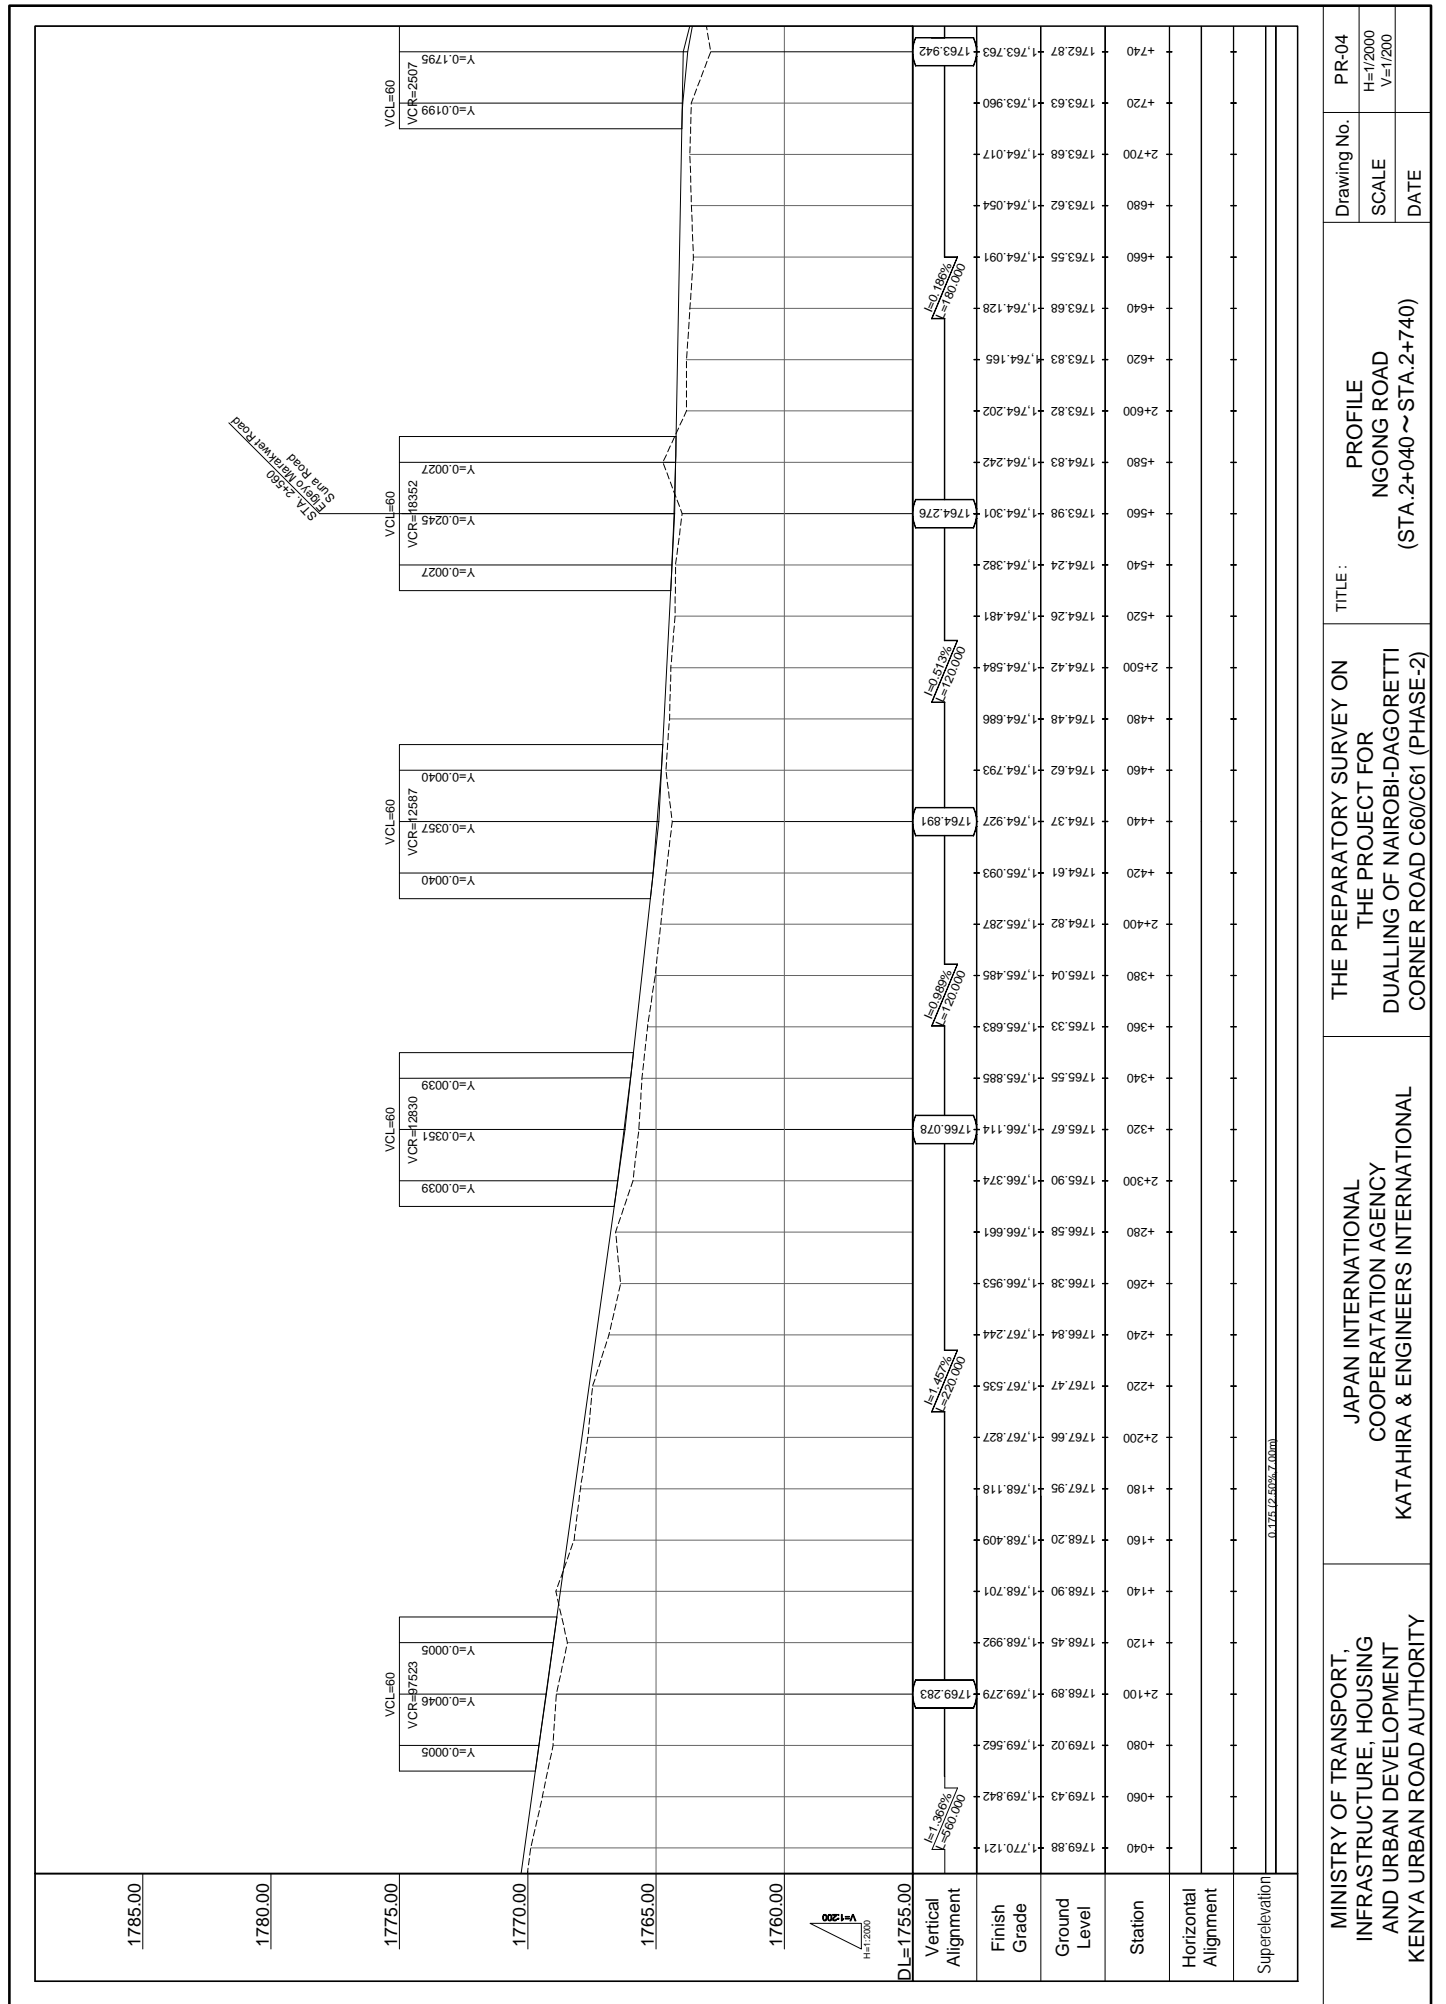 STA. 2+560
Elgeyo Marakwet Road
Suna Road
1785.00
1780.00
1775.00
1770.00
1765.00
1760.00
DL=1755.00
V=1:200
H=1:2000
VCL=60
VCR=97523
Y=0.0005
Y=0.0046
Y=0.0005
VCL=60
VCR=12830
Y=0.0039
Y=0.0351
Y=0.0039
VCL=60
VCR=12587
Y=0.0040
Y=0.0357
Y=0.0040
VCL=60
VCR=18352
Y=0.0027
Y=0.0245
Y=0.0027
VCL=60
VCR=2507
Y=0.0199
Y=0.1795
Vertical
Alignment
I=1.366%
L=560.000
1769.283
I=1.457%
L=220.000
1766.078
I=0.989%
L=120.000
1764.891
I=0.513%
L=120.000
1764.276
I=0.186%
L=180.000
1763.942
Finish
Grade
1,770.121 1,769.842 1,769.562 1,769.279 1,768.992 1,768.701 1,768.409 1,768.118 1,767.827 1,767.535 1,767.244 1,766.953 1,766.661 1,766.374 1,766.114 1,765.885 1,765.683 1,765.485 1,765.287 1,765.093 1,764.927 1,764.793 1,764.686 1,764.584 1,764.481 1,764.382 1,764.301 1,764.242 1,764.202 1,764.165 1,764.128 1,764.091 1,764.054 1,764.017 1,763.960 1,763.763
Ground
Level
1769.88 1769.43 1769.02 1768.89 1768.45 1768.90 1768.20 1767.95 1767.66 1767.47 1766.84 1766.38 1766.58 1765.90 1765.67 1765.55 1765.33 1765.04 1764.82 1764.61 1764.37 1764.62 1764.48 1764.42 1764.26 1764.24 1763.98 1764.83 1763.82 1763.83 1763.68 1763.55 1763.62 1763.68 1763.63 1762.87
Station
+040 +060 +080 2+100 +120 +140 +160 +180 2+200 +220 +240 +260 +280 2+300 +320 +340 +360 +380 2+400 +420 +440 +460 +480 2+500 +520 +540 +560 +580 2+600 +620 +640 +660 +680 2+700 +720 +740
Horizontal
Alignment
Superelevation
0.175 (2.50%,7.00m)
MINISTRY OF TRANSPORT,
INFRASTRUCTURE, HOUSING
AND URBAN DEVELOPMENT
KENYA URBAN ROAD AUTHORITY
JAPAN INTERNATIONAL
COOPERATATION AGENCY
KATAHIRA & ENGINEERS INTERNATIONAL
THE PREPARATORY SURVEY ON
THE PROJECT FOR
DUALLING OF NAIROBI-DAGORETTI
CORNER ROAD C60/C61 (PHASE-2)
TITLE :
PROFILE
NGONG ROAD
(STA.2+040～STA.2+740)
Drawing No. PR-04
SCALE H=1/2000
V=1/200
DATE